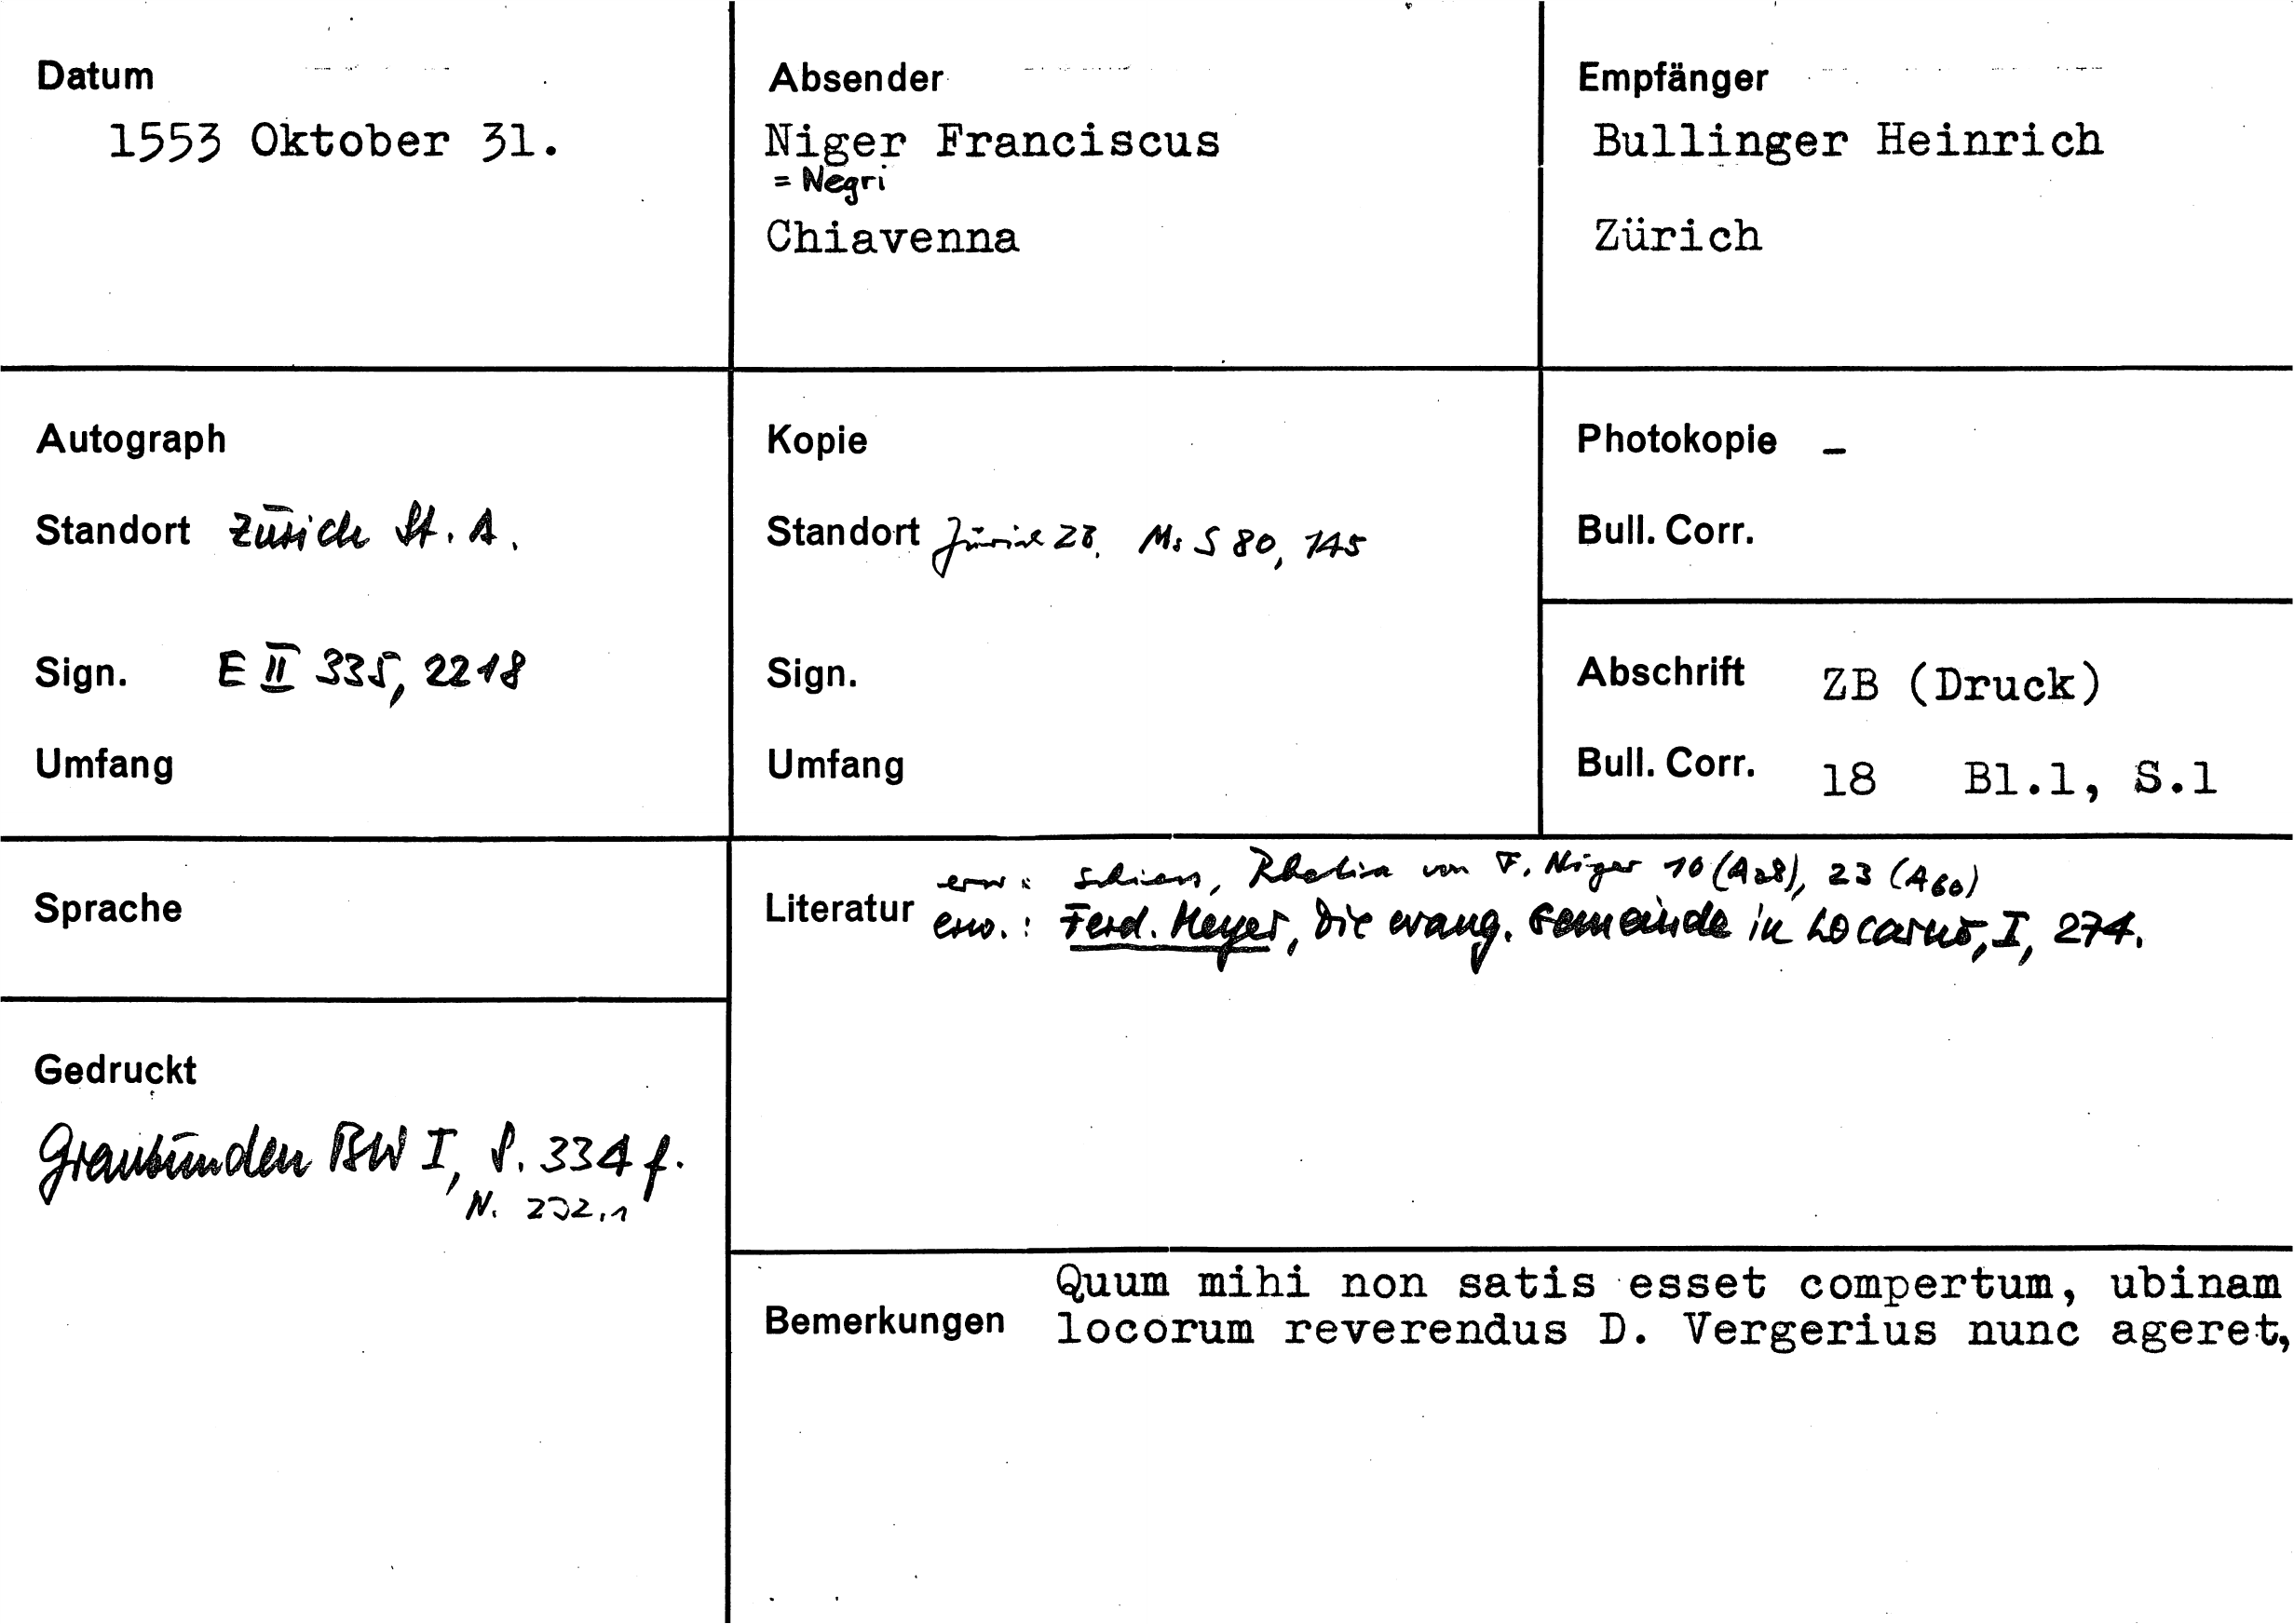 Datum
1553 Oktober 31.
Absender
Niger Franciscus
= Negri
Chiavenna
Empfänger
Bullinger Heinrich
Zürich
Autograph
Standort Zürich St. A.
Sign. E II 335, 2218
Umfang
Kopie
Standort Zürich ZB. Ms S 80, 145
Sign.
Umfang
Photokopie –
Bull. Corr.
Abschrift ZB (Druck)
Bull. Corr. 18 Bl.1, S.1
Sprache
Gedruckt
Graubünden BW I, S. 334 f.
N. 232,1
erw: Schiess, Rhetia von F. Niger 10 (A28), 23 (A60)
Literatur erw.: Ferd. Meyer, Die evang. Gemeinde in Locarno, I, 274.
Bemerkungen
Quum mihi non satis esset compertum, ubinam
locorum reverendus D. Vergerius nunc ageret,